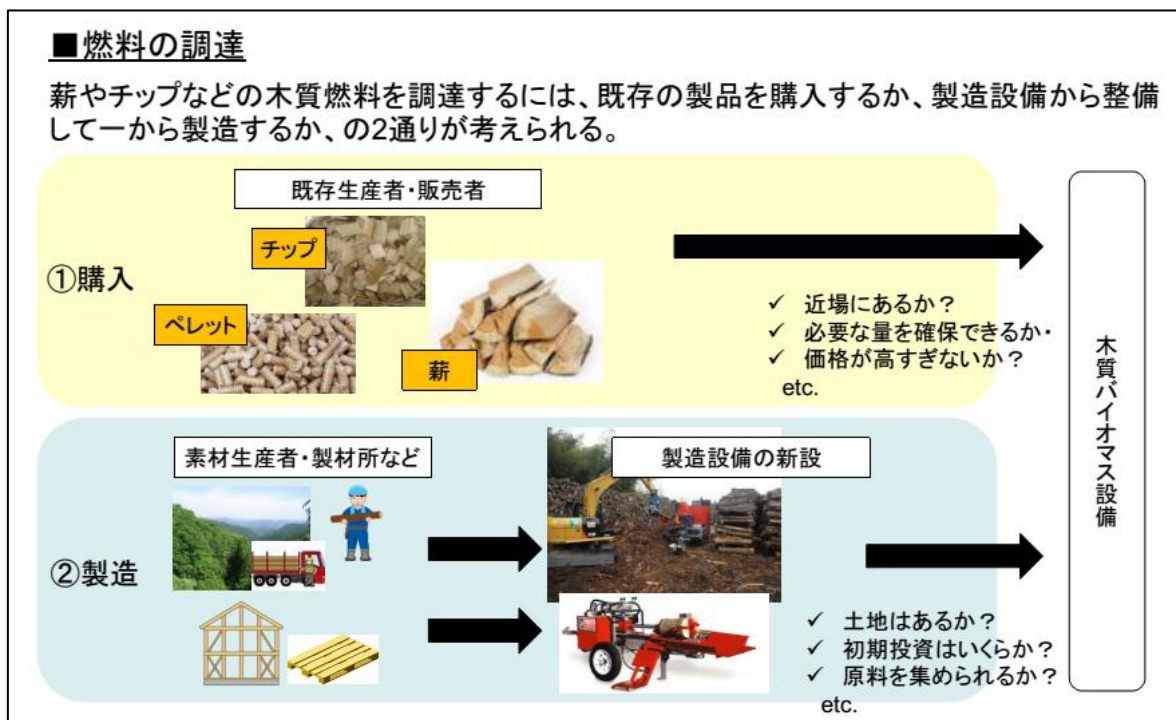 ■燃料の調達
薪やチップなどの木質燃料を調達するには、既存の製品を購入するか、製造設備から整備
して一から製造するか、の2通りが考えられる。
既存生産者・販売者
チップ
①購入
ペレット
薪
✓ 近場にあるか？
✓ 必要な量を確保できるか・
✓ 価格が高すぎないか？
etc.
木質バイオマス設備
素材生産者・製材所など
製造設備の新設
②製造
✓ 土地はあるか？
✓ 初期投資はいくらか？
✓ 原料を集められるか？
etc.